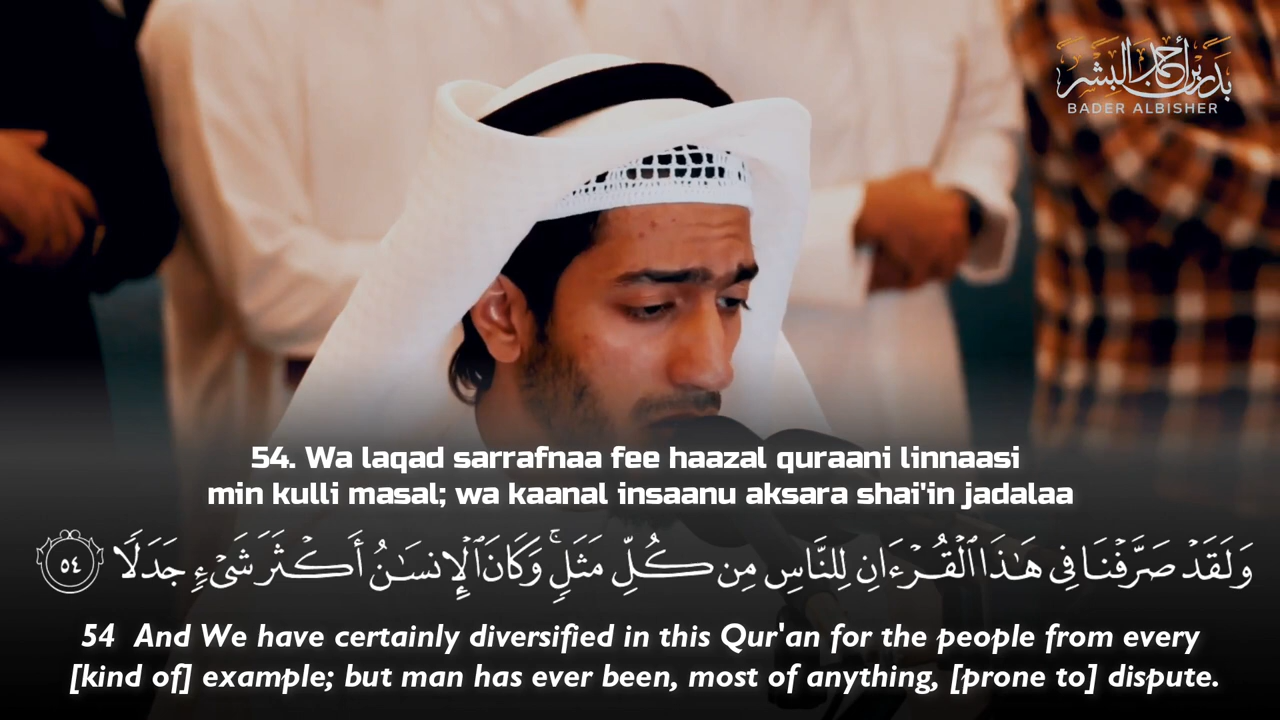 بدر بن أحمد البشر
BADER ALBISHER
54. Wa laqad sarrafnaa fee haazal quraani linnaasi
min kulli masal; wa kaanal insaanu aksara shai'in jadalaa
وَلَقَدۡ صَرَّفۡنَا فِي هَٰذَا ٱلۡقُرۡءَانِ لِلنَّاسِ مِن كُلِّ مَثَلٖۚ وَكَانَ ٱلۡإِنسَٰنُ أَكۡثَرَ شَيۡءٖ جَدَلٗا ٥٤
54 And We have certainly diversified in this Qur'an for the people from every
[kind of] example; but man has ever been, most of anything, [prone to] dispute.